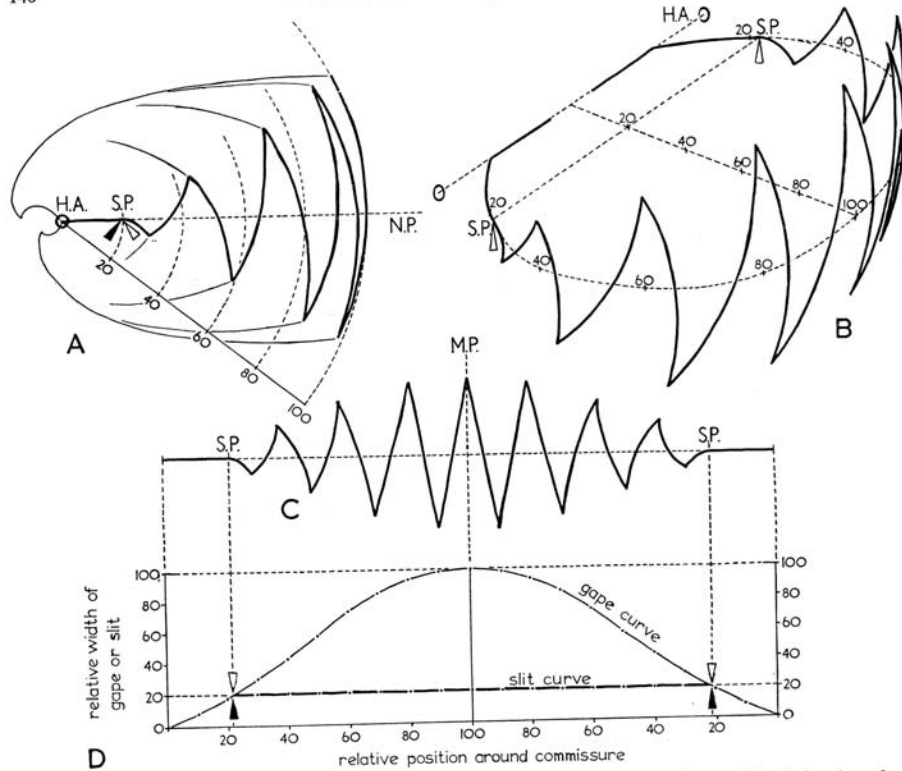 140
H.A.
S.P.
N.P.
20
40
60
80
100
A
H.A.
20 S.P.
40
20
40
60
80
100
20
S.P.
40
60
80
B
M.P.
S.P.
S.P.
C
relative width of
gape or slit
100
80
60
40
20
0
100
80
60
40
20
0
gape curve
slit curve
20 40 60 80 100 80 60 40 20
relative position around commissure
D